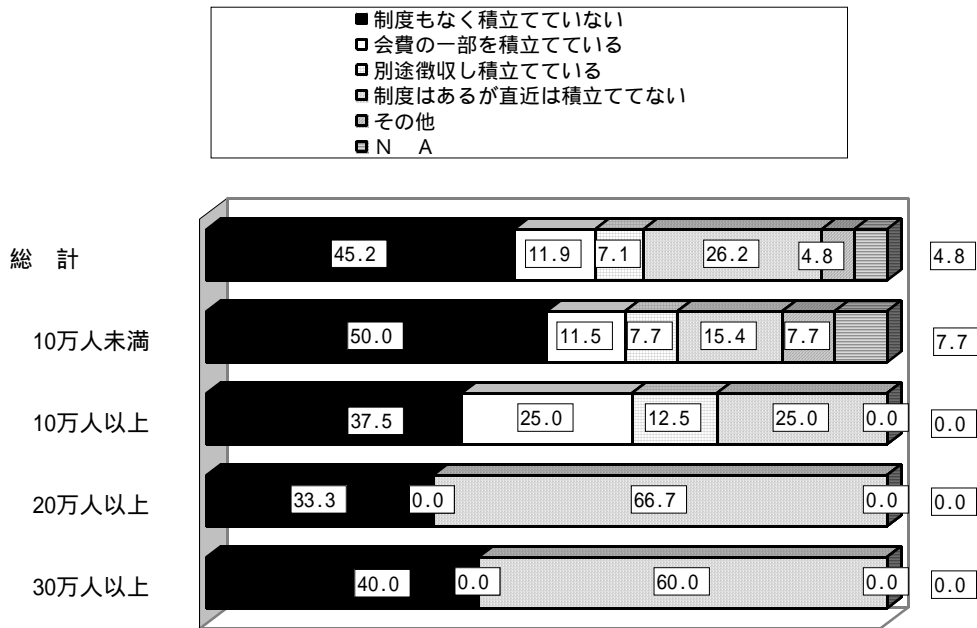 ■ 制度もなく積立てていない
□ 会費の一部を積立てている
□ 別途徴収し積立てている
□ 制度はあるが直近は積立ててない
□ その他
□ Ｎ　Ａ
総　計 45.2 11.9 7.1 26.2 4.8 4.8
10万人未満 50.0 11.5 7.7 15.4 7.7 7.7
10万人以上 37.5 25.0 12.5 25.0 0.0 0.0
20万人以上 33.3 0.0 66.7 0.0 0.0
30万人以上 40.0 0.0 60.0 0.0 0.0